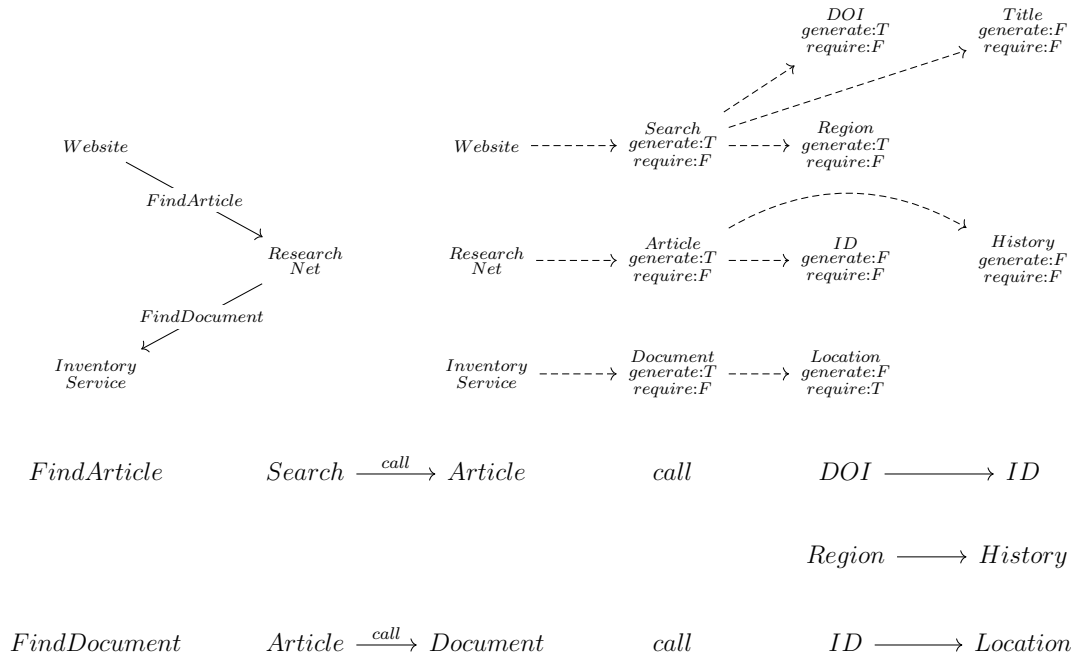 DOI
generate:T
require:F
Title
generate:F
require:F
Website
FindArticle
Research
Net
FindDocument
Inventory
Service
Website
Search
generate:T
require:F
Region
generate:T
require:F
Research
Net
Article
generate:T
require:F
ID
generate:F
require:F
History
generate:F
require:F
Inventory
Service
Document
generate:T
require:F
Location
generate:F
require:T
FindArticle
Search call Article
call
DOI ID
Region History
FindDocument
Article call Document
call
ID Location